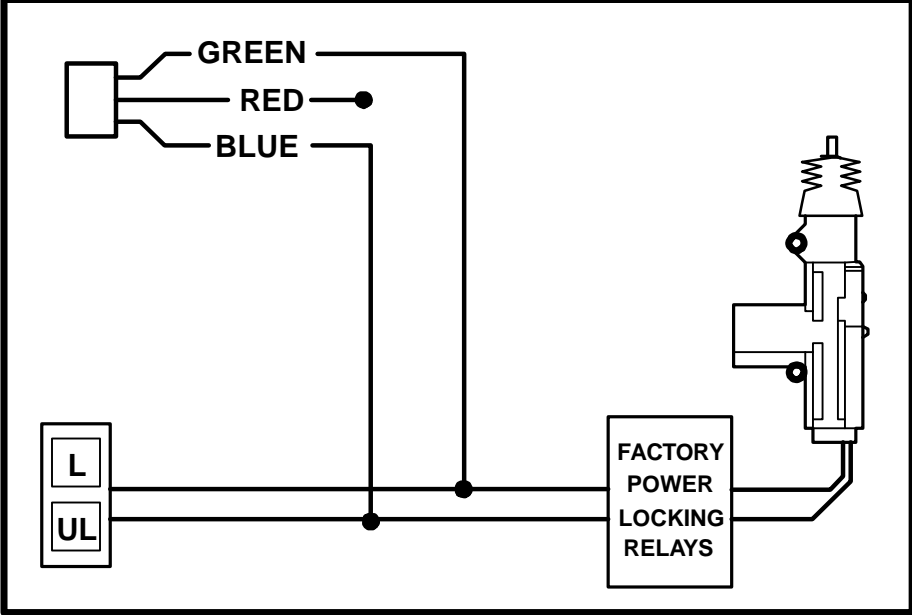 GREEN
RED
BLUE
L
UL
FACTORY
POWER
LOCKING
RELAYS